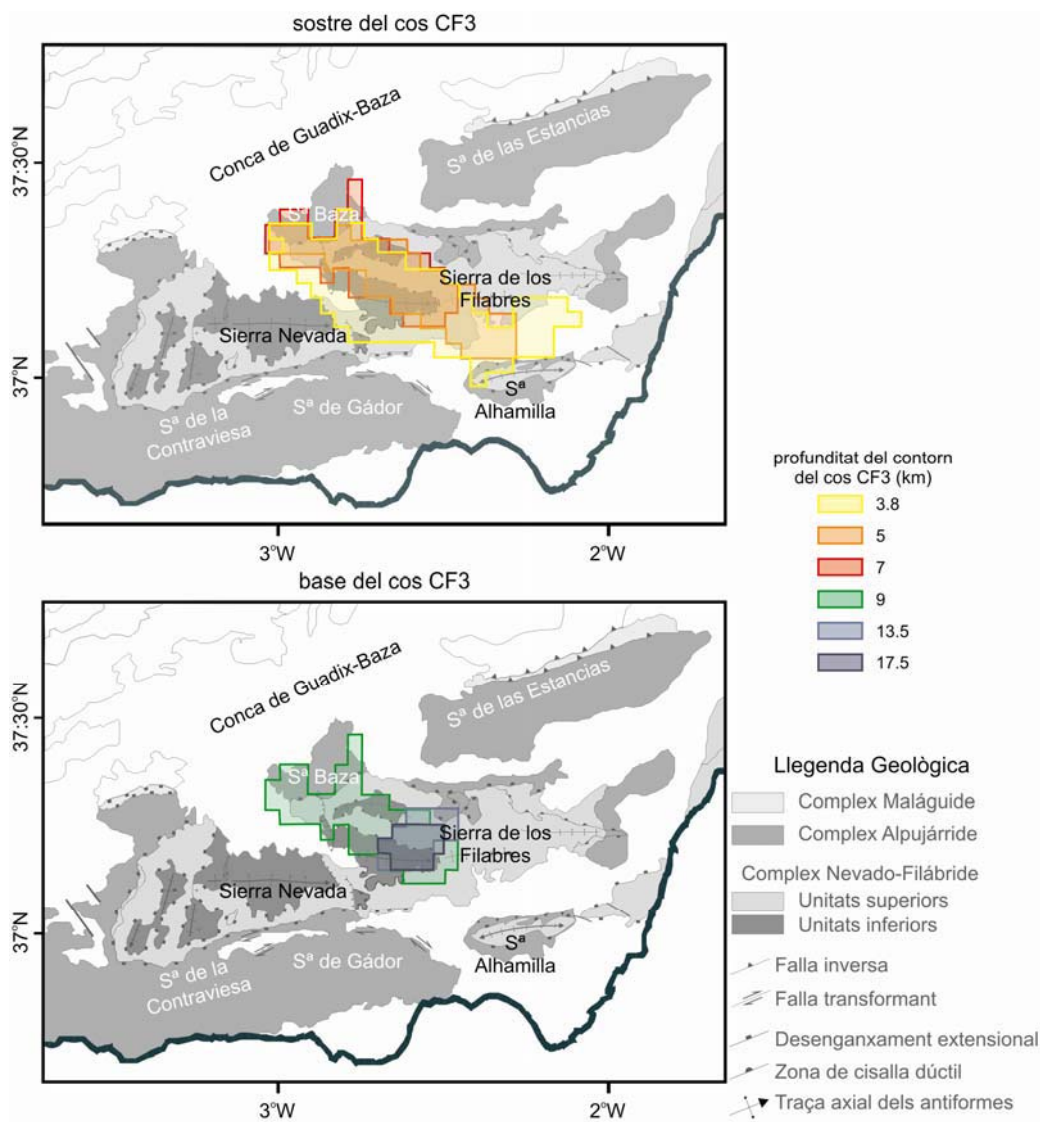 sostre del cos CF3
Conca de Guadix-Baza
Sª de las Estancias
37:30°N
Sª Baza
Sierra de los
Filabres
Sierra Nevada
37°N
Sª
Alhamilla
Sª de Gádor
Sª de la
Contraviesa
3°W
2°W
base del cos CF3
Conca de Guadix-Baza
Sª de las Estancias
37:30°N
Sª Baza
Sierra de los
Filabres
Sierra Nevada
37°N
Sª
Alhamilla
Sª de Gádor
Sª de la
Contraviesa
3°W
2°W
profunditat del contorn
del cos CF3 (km)
3.8
5
7
9
13.5
17.5
Llegenda Geològica
Complex Maláguide
Complex Alpujárride
Complex Nevado-Filábride
Unitats superiors
Unitats inferiors
Falla inversa
Falla transformant
Desenganxament extensional
Zona de cisalla dúctil
Traça axial dels antiformes